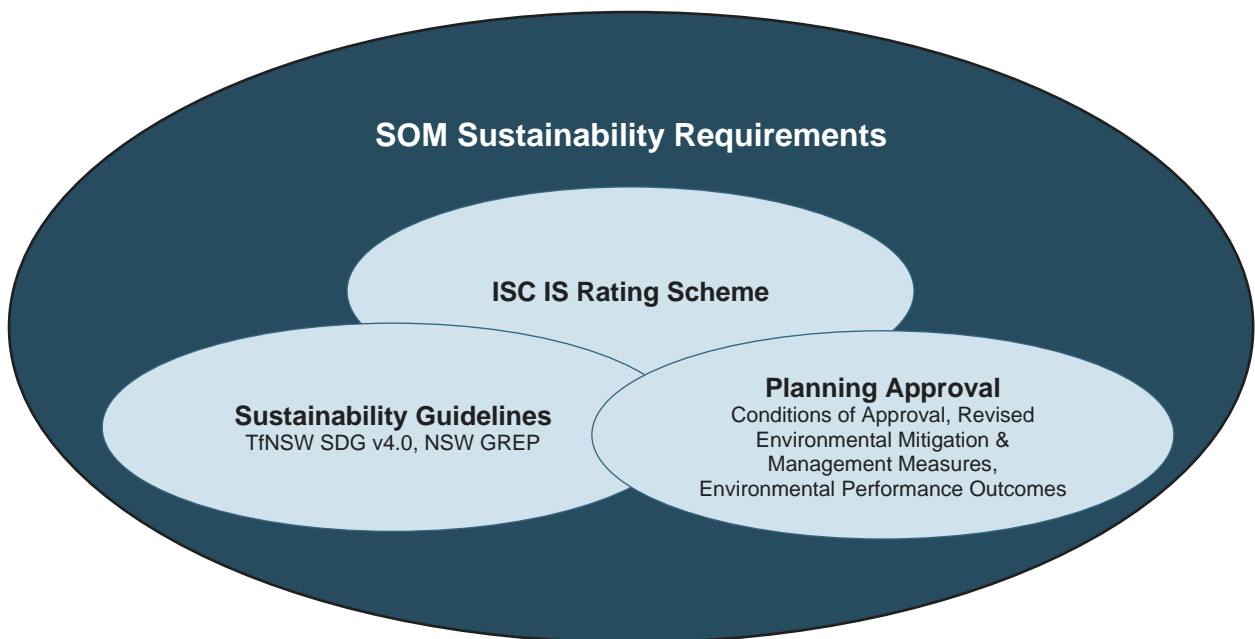 SOM Sustainability Requirements
ISC IS Rating Scheme
Sustainability Guidelines
TfNSW SDG v4.0, NSW GREP
Planning Approval
Conditions of Approval, Revised
Environmental Mitigation &
Management Measures,
Environmental Performance Outcomes